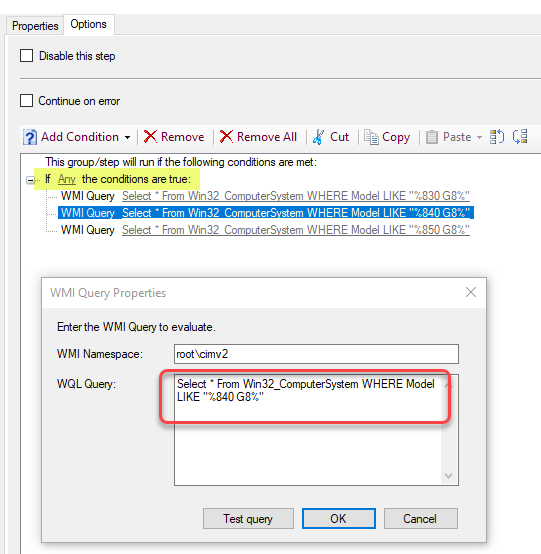 Properties Options
Disable this step
Continue on error
Add Condition Remove Remove All Cut Copy Paste
This group/step will run if the following conditions are met:
If Any the conditions are true:
WMI Query Select * From Win32_ComputerSystem WHERE Model LIKE "%830 G8%"
WMI Query Select * From Win32_ComputerSystem WHERE Model LIKE "%840 G8%"
WMI Query Select * From Win32_ComputerSystem WHERE Model LIKE "%850 G8%"
WMI Query Properties
Enter the WMI Query to evaluate.
WMI Namespace: root\cimv2
WQL Query: Select * From Win32_ComputerSystem WHERE Model
LIKE "%840 G8%"
Test query OK Cancel